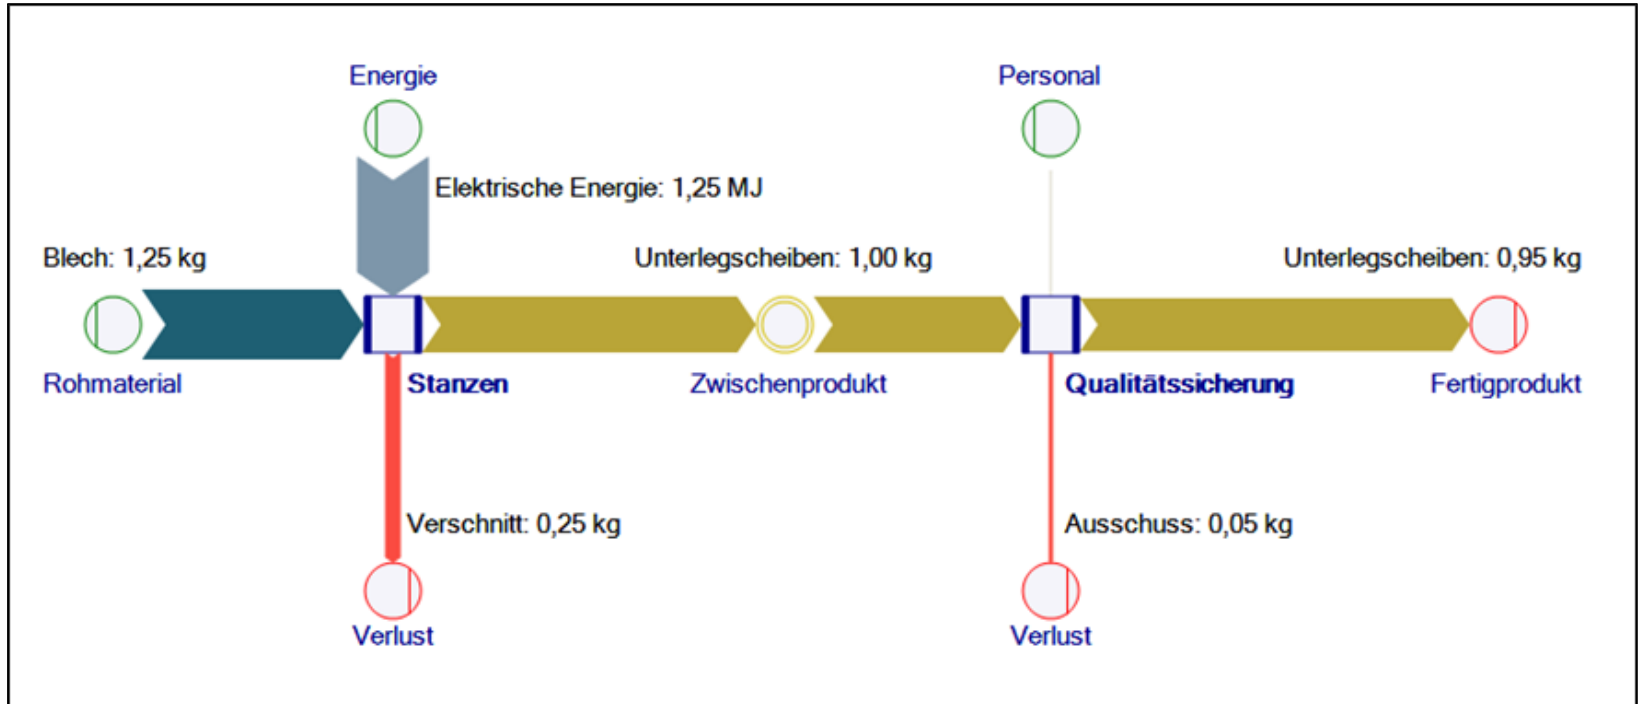 Energie
Personal
Elektrische Energie: 1,25 MJ
Blech: 1,25 kg
Unterlegscheiben: 1,00 kg
Unterlegscheiben: 0,95 kg
Rohmaterial
Stanzen
Zwischenprodukt
Qualitätssicherung
Fertigprodukt
Verschnitt: 0,25 kg
Ausschuss: 0,05 kg
Verlust
Verlust